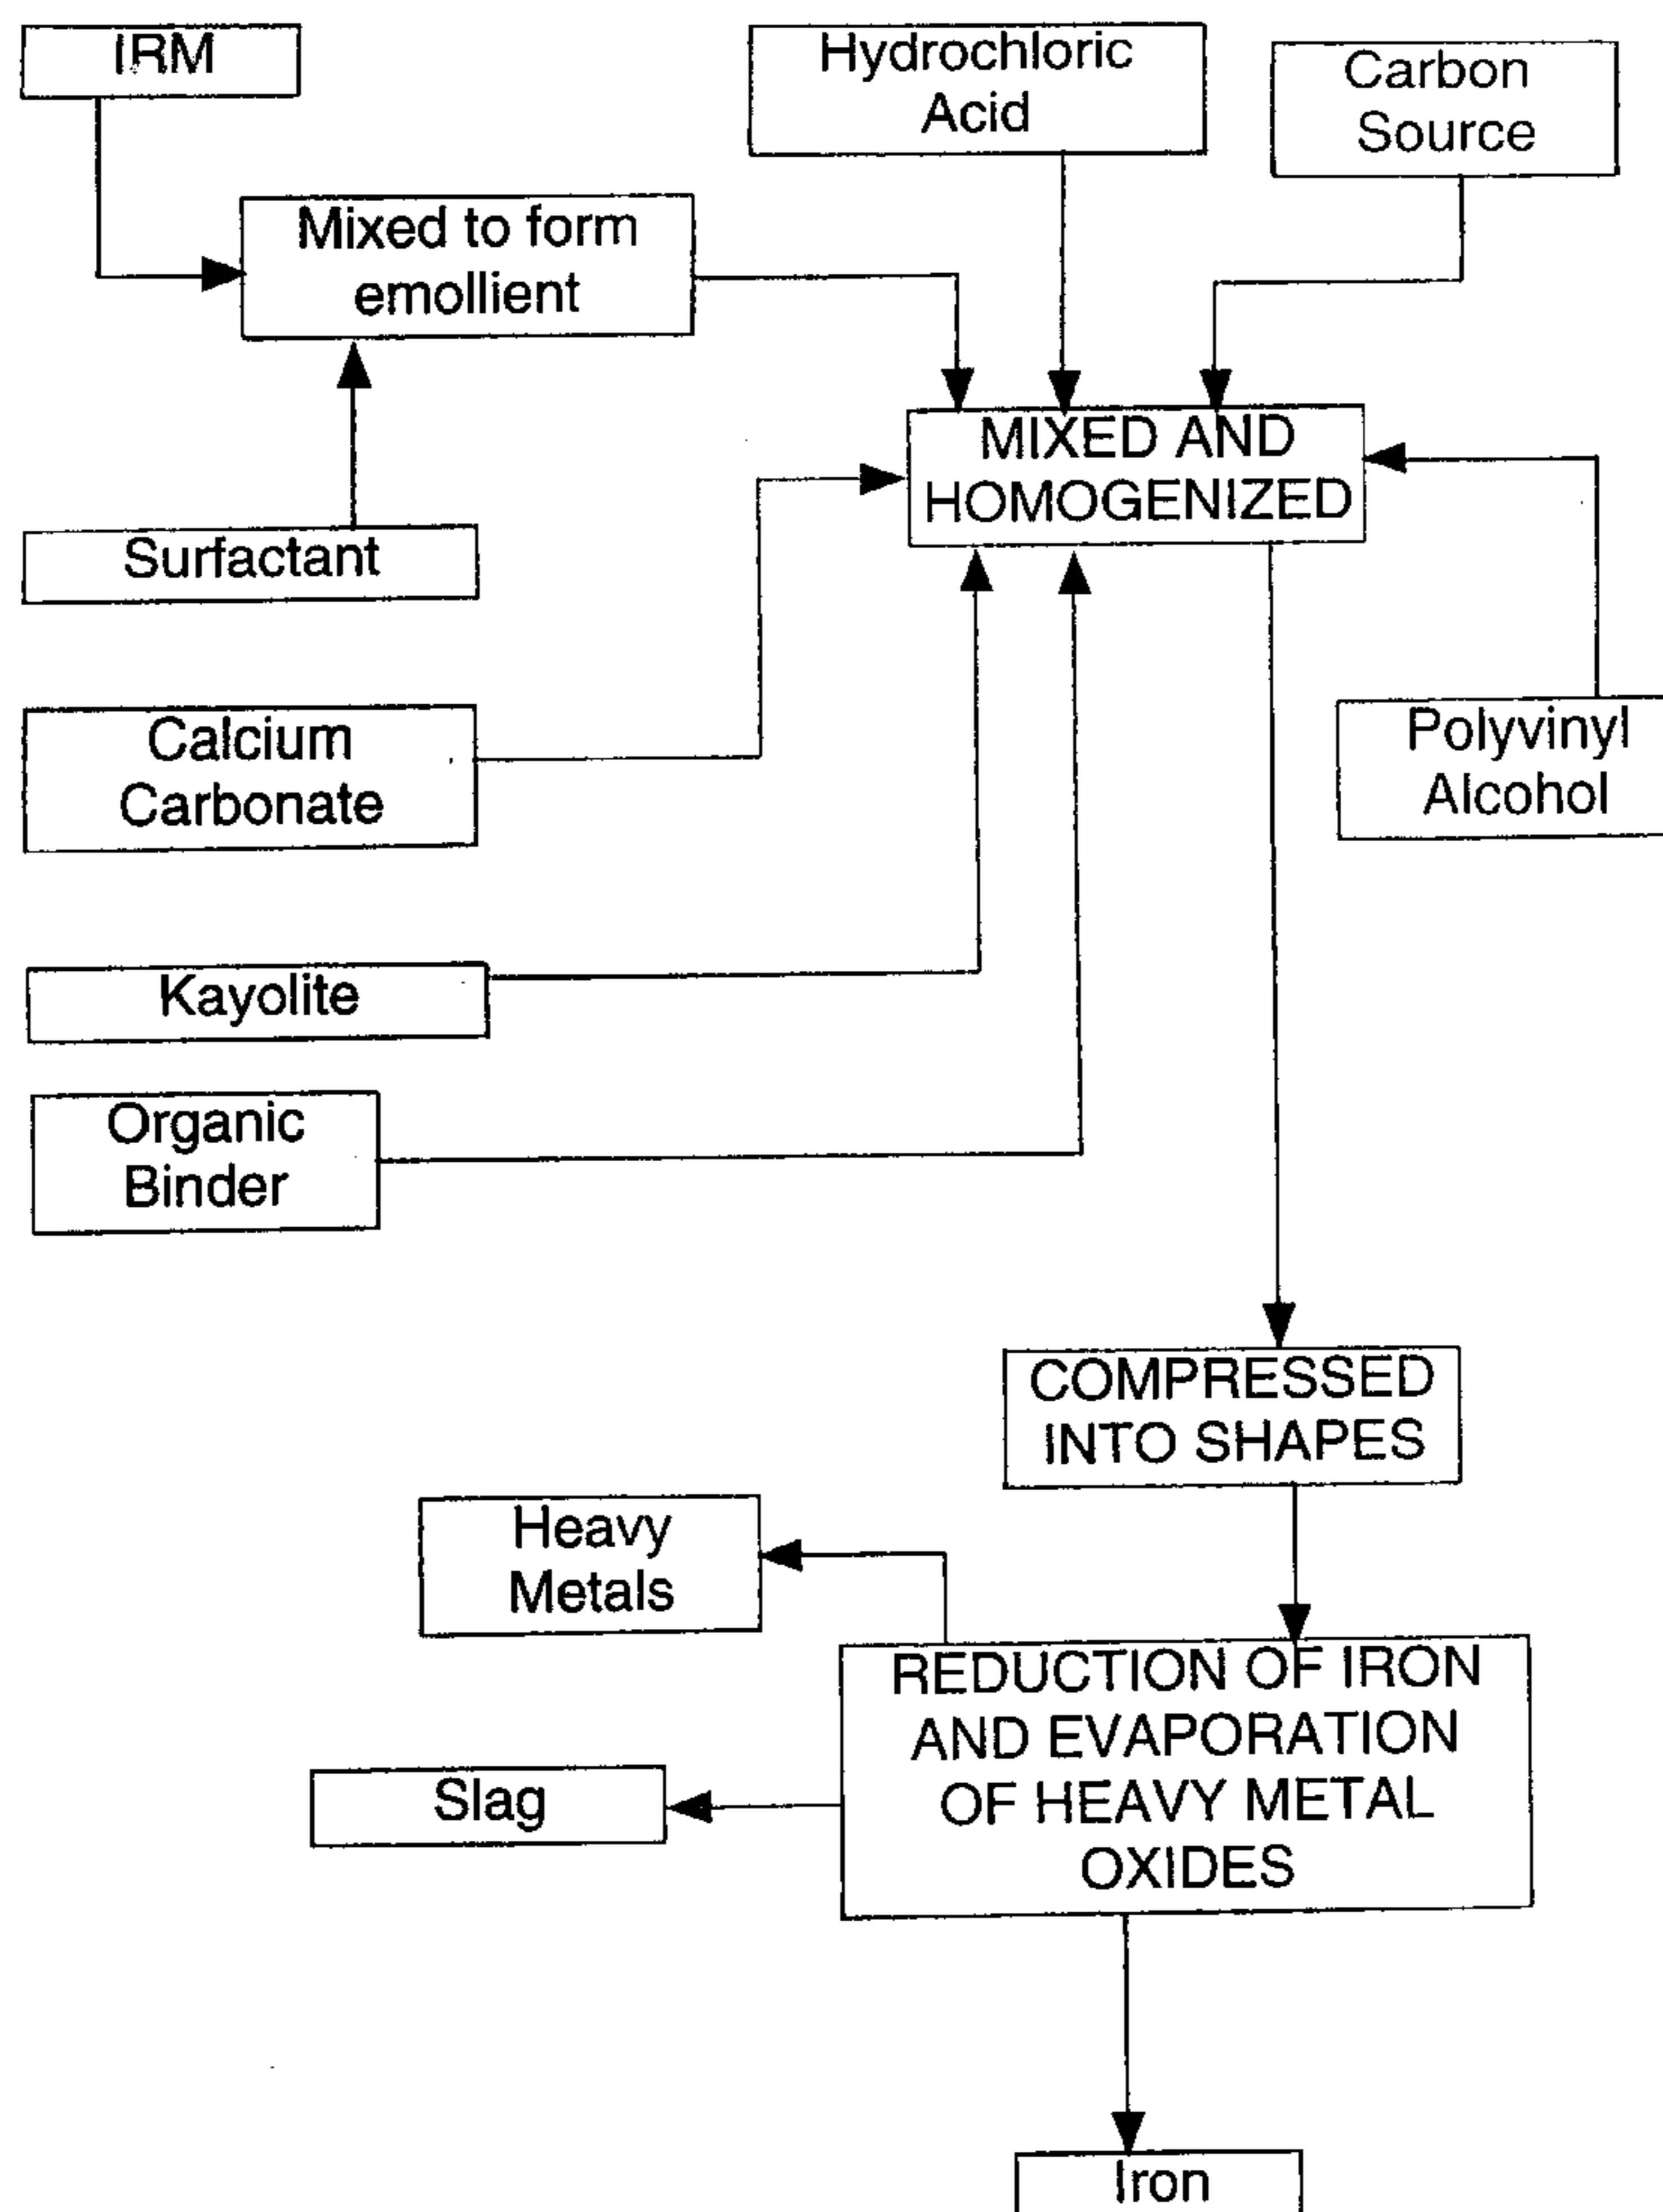 IRM
Hydrochloric
Acid
Carbon
Source
Mixed to form
emollient
MIXED AND
HOMOGENIZED
Surfactant
Calcium
Carbonate
Polyvinyl
Alcohol
Kayolite
Organic
Binder
COMPRESSED
INTO SHAPES
Heavy
Metals
REDUCTION OF IRON
AND EVAPORATION
OF HEAVY METAL
OXIDES
Slag
Iron